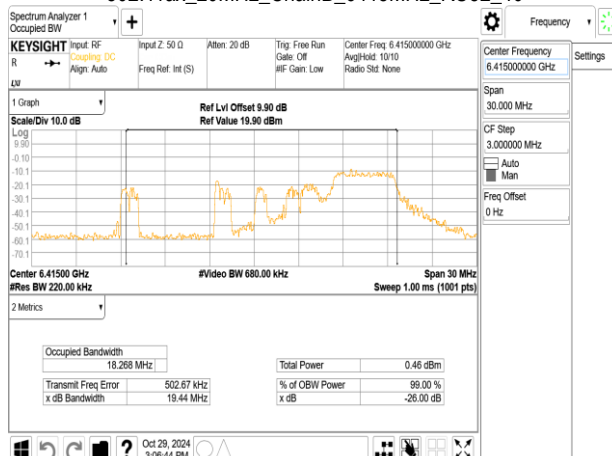 Spectrum Analyzer 1
Occupied BW
Frequency
KEYSIGHT
Input: RF
Input Z: 50 Ω
Atten: 20 dB
Trig: Free Run
Center Freq: 6.415000000 GHz
R
Coupling: DC
Gate: Off
Avg|Hold: 10/10
Align: Auto
Freq Ref: Int (S)
#IF Gain: Low
Radio Std: None
LXI
Center Frequency
6.415000000 GHz
Settings
Span
30.000 MHz
CF Step
3.000000 MHz
Auto
Man
Freq Offset
0 Hz
1 Graph
Ref Lvl Offset 9.90 dB
Scale/Div 10.0 dB
Ref Value 19.90 dBm
Log
9.90
-0.10
-10.1
-20.1
-30.1
-40.1
-50.1
-60.1
-70.1
Center 6.41500 GHz
#Video BW 680.00 kHz
Span 30 MHz
#Res BW 220.00 kHz
Sweep 1.00 ms (1001 pts)
2 Metrics
Occupied Bandwidth
18.268 MHz
Total Power
0.46 dBm
Transmit Freq Error
502.67 kHz
% of OBW Power
99.00 %
x dB Bandwidth
19.44 MHz
x dB
-26.00 dB
?
Oct 29, 2024
3:06:44 PM